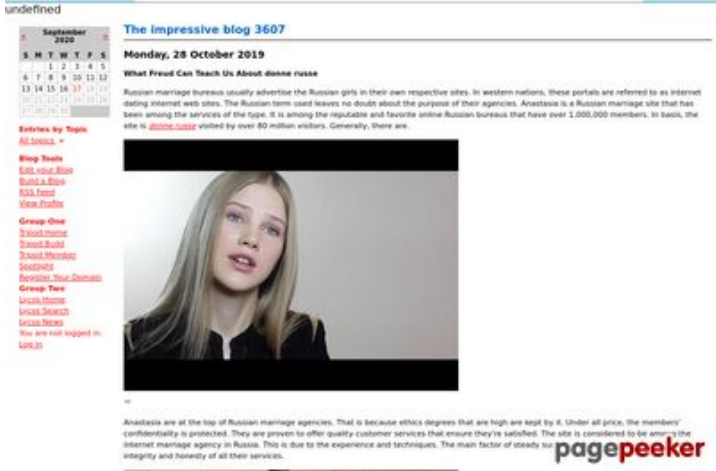 undefined
The impressive blog 3607
« September 2020 »
S M T W T F S
1 2 3 4 5
6 7 8 9 10 11 12
13 14 15 16 17 18 19
20 21 22 23 24 25 26
27 28 29 30
Entries by Topic
All topics «
Blog Tools
Edit your Blog
Build a Blog
RSS Feed
View Profile
Group One
Tripod Home
Tripod Build
Tripod Member
Spotlight
Register Your Domain
Group Two
Lycos Home
Lycos Search
Lycos News
You are not logged in.
Log in
Monday, 28 October 2019
What Freud Can Teach Us About donne russe
Russian marriage bureaus usually advertise the Russian girls in their own respective sites. In western nations, these portals are referred to as internet
dating internet web sites. The Russian term used leaves no doubt about the purpose of their agencies. Anastasia is a Russian marriage site that has
been among the services of the type. It is among the reputable and favorite online Russian bureaus that have over 1,000,000 members. In basis, the
site is donne russe visited by over 80 million visitors. Generally, there are.
Anastasia are at the top of Russian marriage agencies. That is because ethics degrees that are high are kept by it. Under all price, the members'
confidentiality is protected. They are proven to offer quality customer services that ensure they're satisfied. The site is considered to be among the
internet marriage agency in Russia. This is due to the experience and techniques. The main factor of steady
integrity and honesty of all their services.
pagepeeker